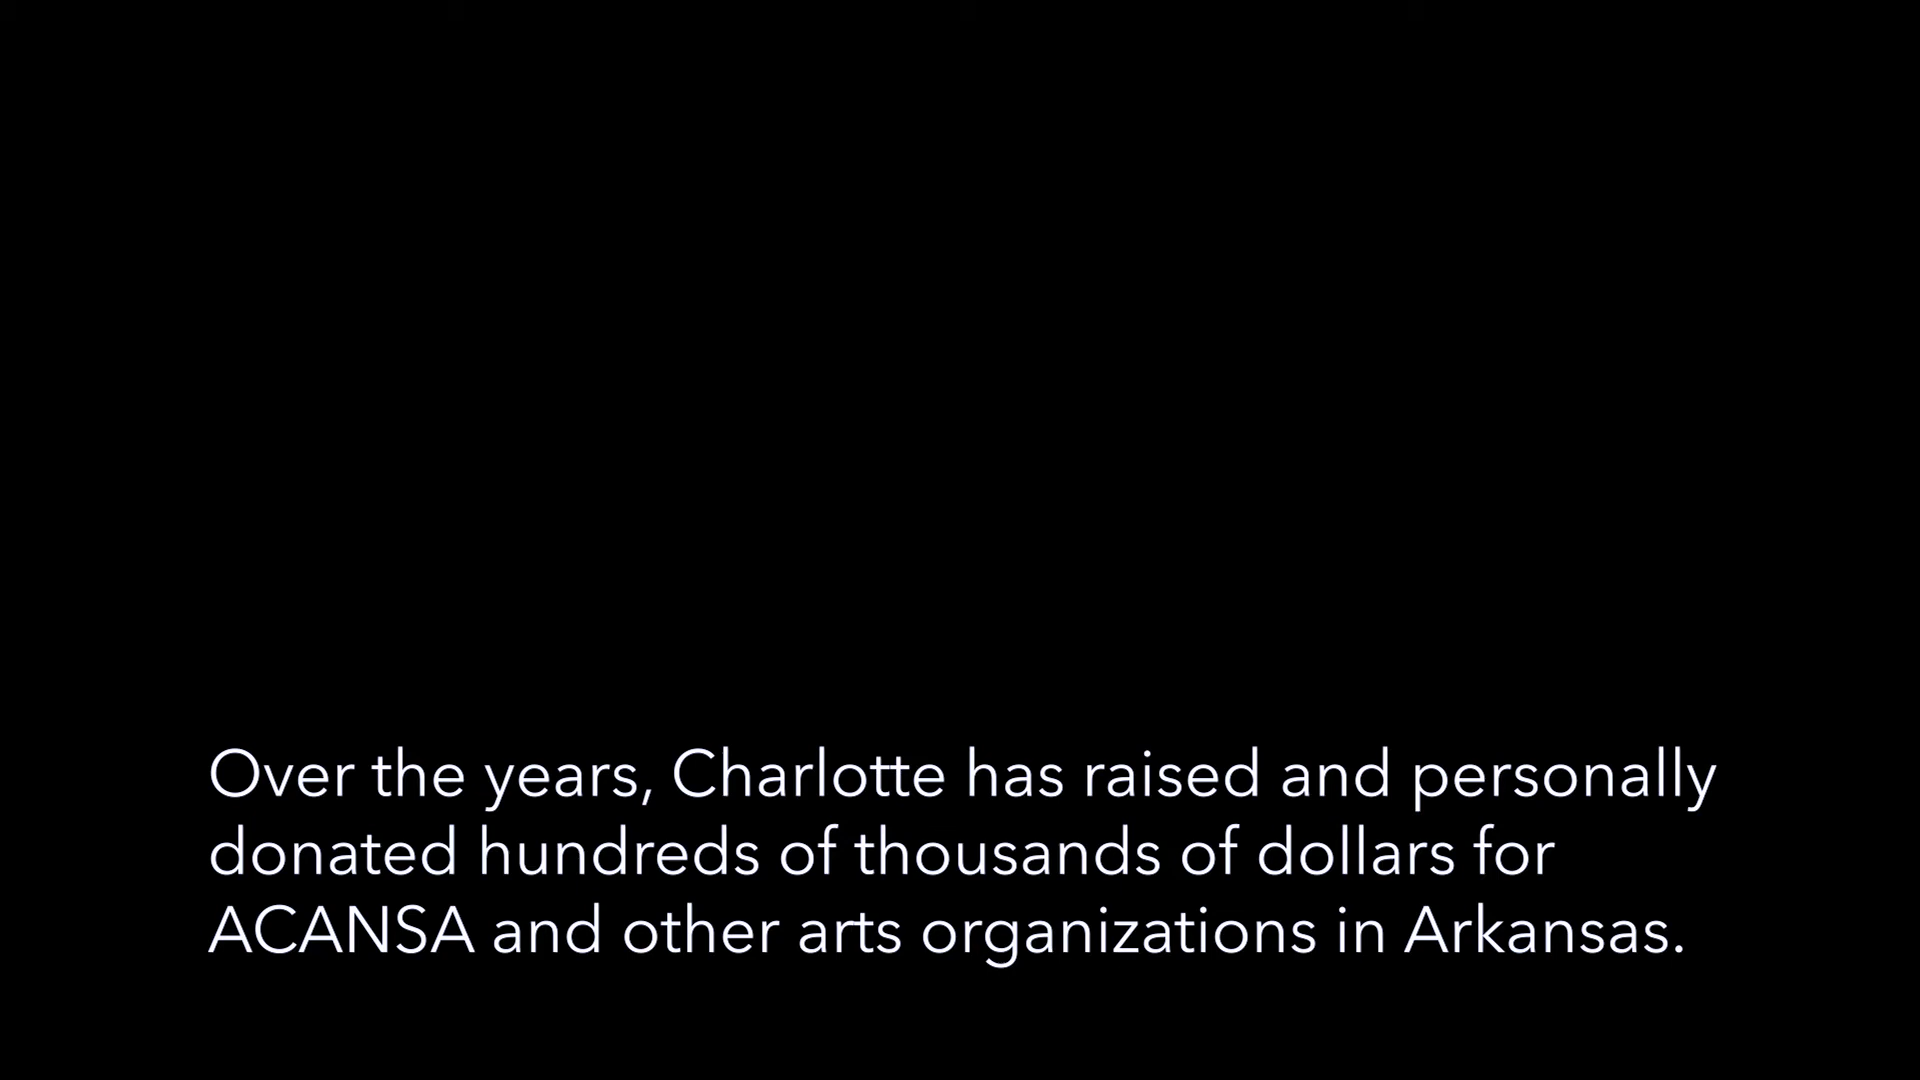 Over the years, Charlotte has raised and personally
donated hundreds of thousands of dollars for
ACANSA and other arts organizations in Arkansas.